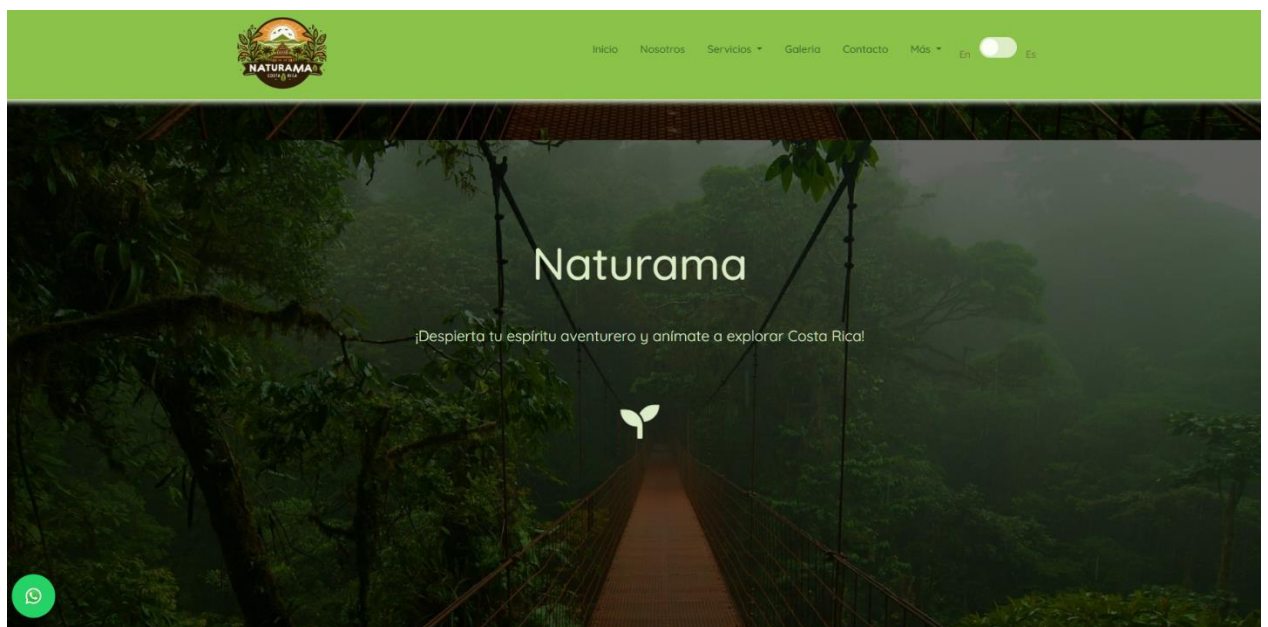 NATURAMA
COSTA RICA
Inicio Nosotros Servicios Galería Contacto Más En Es
Naturama
¡Despierta tu espíritu aventurero y anímate a explorar Costa Rica!